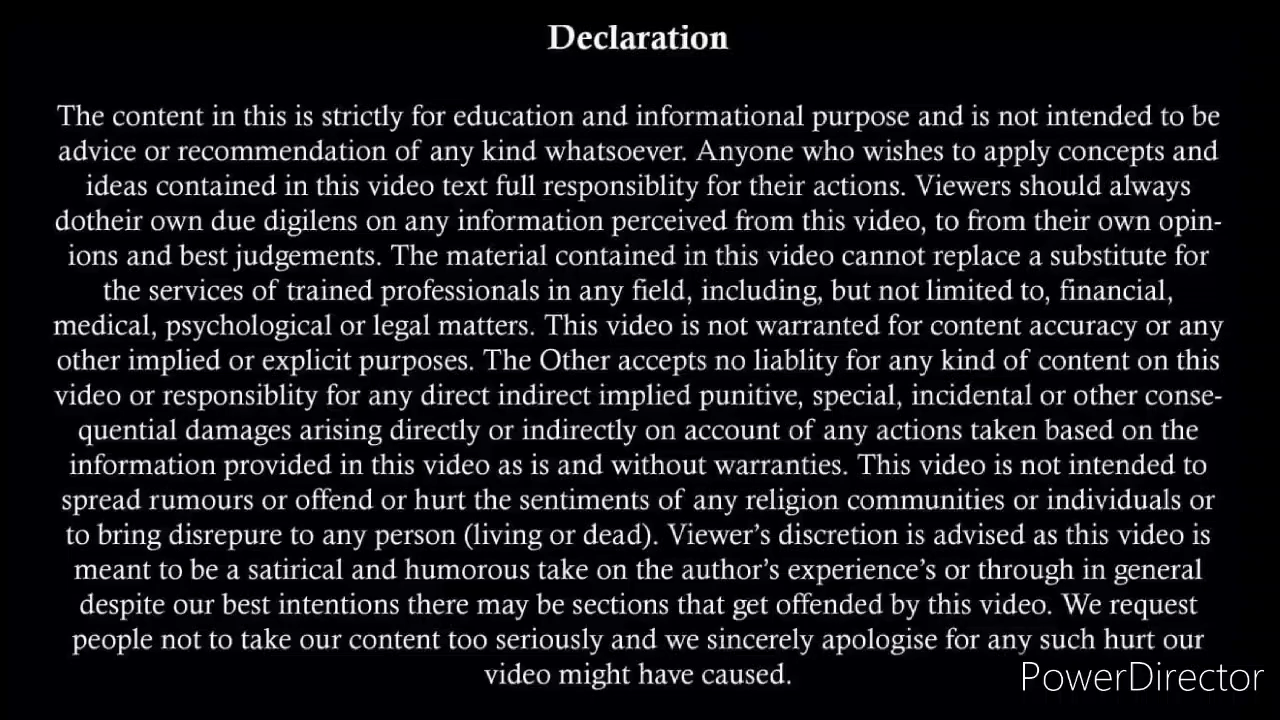 Declaration
The content in this is strictly for education and informational purpose and is not intended to be
advice or recommendation of any kind whatsoever. Anyone who wishes to apply concepts and
ideas contained in this video text full responsiblity for their actions. Viewers should always
dotheir own due digilens on any information perceived from this video, to from their own opin-
ions and best judgements. The material contained in this video cannot replace a substitute for
the services of trained professionals in any field, including, but not limited to, financial,
medical, psychological or legal matters. This video is not warranted for content accuracy or any
other implied or explicit purposes. The Other accepts no liablity for any kind of content on this
video or responsiblity for any direct indirect implied punitive, special, incidental or other conse-
quential damages arising directly or indirectly on account of any actions taken based on the
information provided in this video as is and without warranties. This video is not intended to
spread rumours or offend or hurt the sentiments of any religion communities or individuals or
to bring disrepure to any person (living or dead). Viewer's discretion is advised as this video is
meant to be a satirical and humorous take on the author's experience's or through in general
despite our best intentions there may be sections that get offended by this video. We request
people not to take our content too seriously and we sincerely apologise for any such hurt our
video might have caused.
PowerDirector